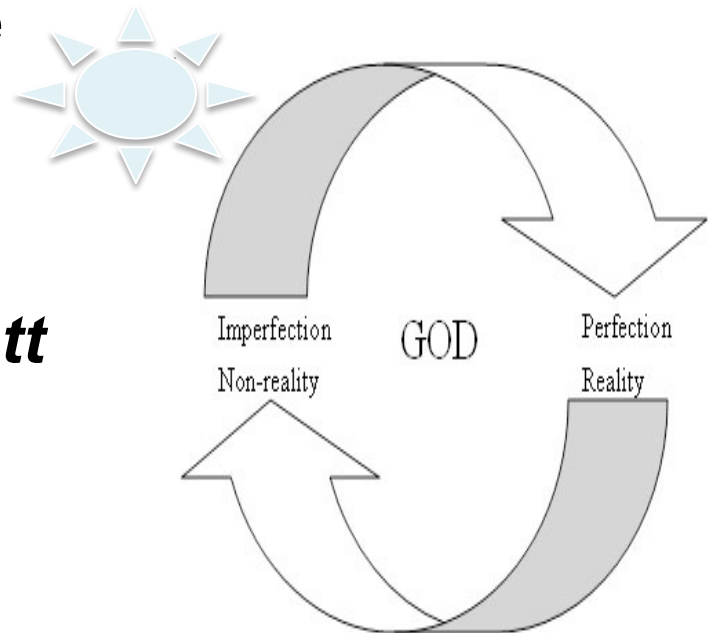 e
tt
Imperfection
Non-reality
GOD
Perfection
Reality